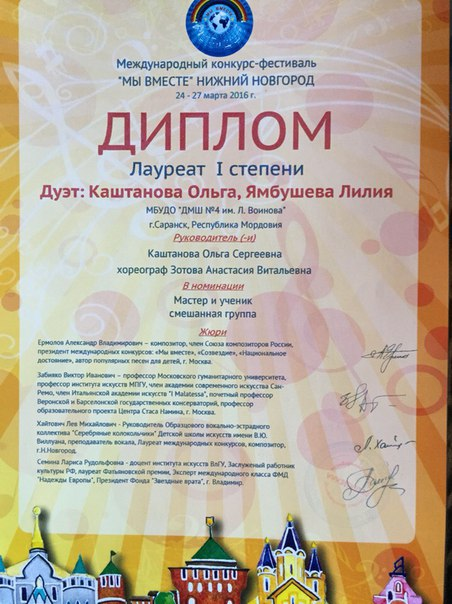 Международный конкурс-фестиваль
"МЫ ВМЕСТЕ" НИЖНИЙ НОВГОРОД
24 - 27 марта 2016 г.
ДИПЛОМ
Лауреат I степени
Дуэт: Каштанова Ольга, Ямбушева Лилия
МБУДО "ДМШ №4 им. Л. Воинова"
г.Саранск, Республика Мордовия
Руководитель (-и)
Каштанова Ольга Сергеевна
хореограф Зотова Анастасия Витальевна
В номинации
Мастер и ученик
смешанная группа
Жюри
Ермолов Александр Владимирович – композитор, член Союза композиторов России,
президент международных конкурсов: «Мы вместе», «Созвездие», «Национальное
достояние», автор популярных песен для детей, г. Москва.
Забияко Виктор Иванович – профессор Московского гуманитарного университета,
профессор института искусств МПГУ, член академии современного искусства Сан-
Ремо, член Итальянской академии искусств "I Malatessa", почетный профессор
Веронской и Барселонской государственных консерваторий, профессор
образовательного проекта Центра Стаса Намина, г. Москва.
Хайтович Лев Михайлович - Руководитель Образцового вокально-эстрадного
коллектива "Серебряные колокольчики" Детской школы искусств имени В.Ю.
Виллуана, преподаватель вокала, Лауреат международных конкурсов, композитор,
г.Н.Новгород.
Семина Лариса Рудольфовна - доцент института искусств ВлГУ, Заслуженый работник
культуры РФ, лауреат Фатьяновской премии, Эксперт международного класса ФМД
"Надежды Европы", Президент Фонда "Звездные врата", г. Владимир.